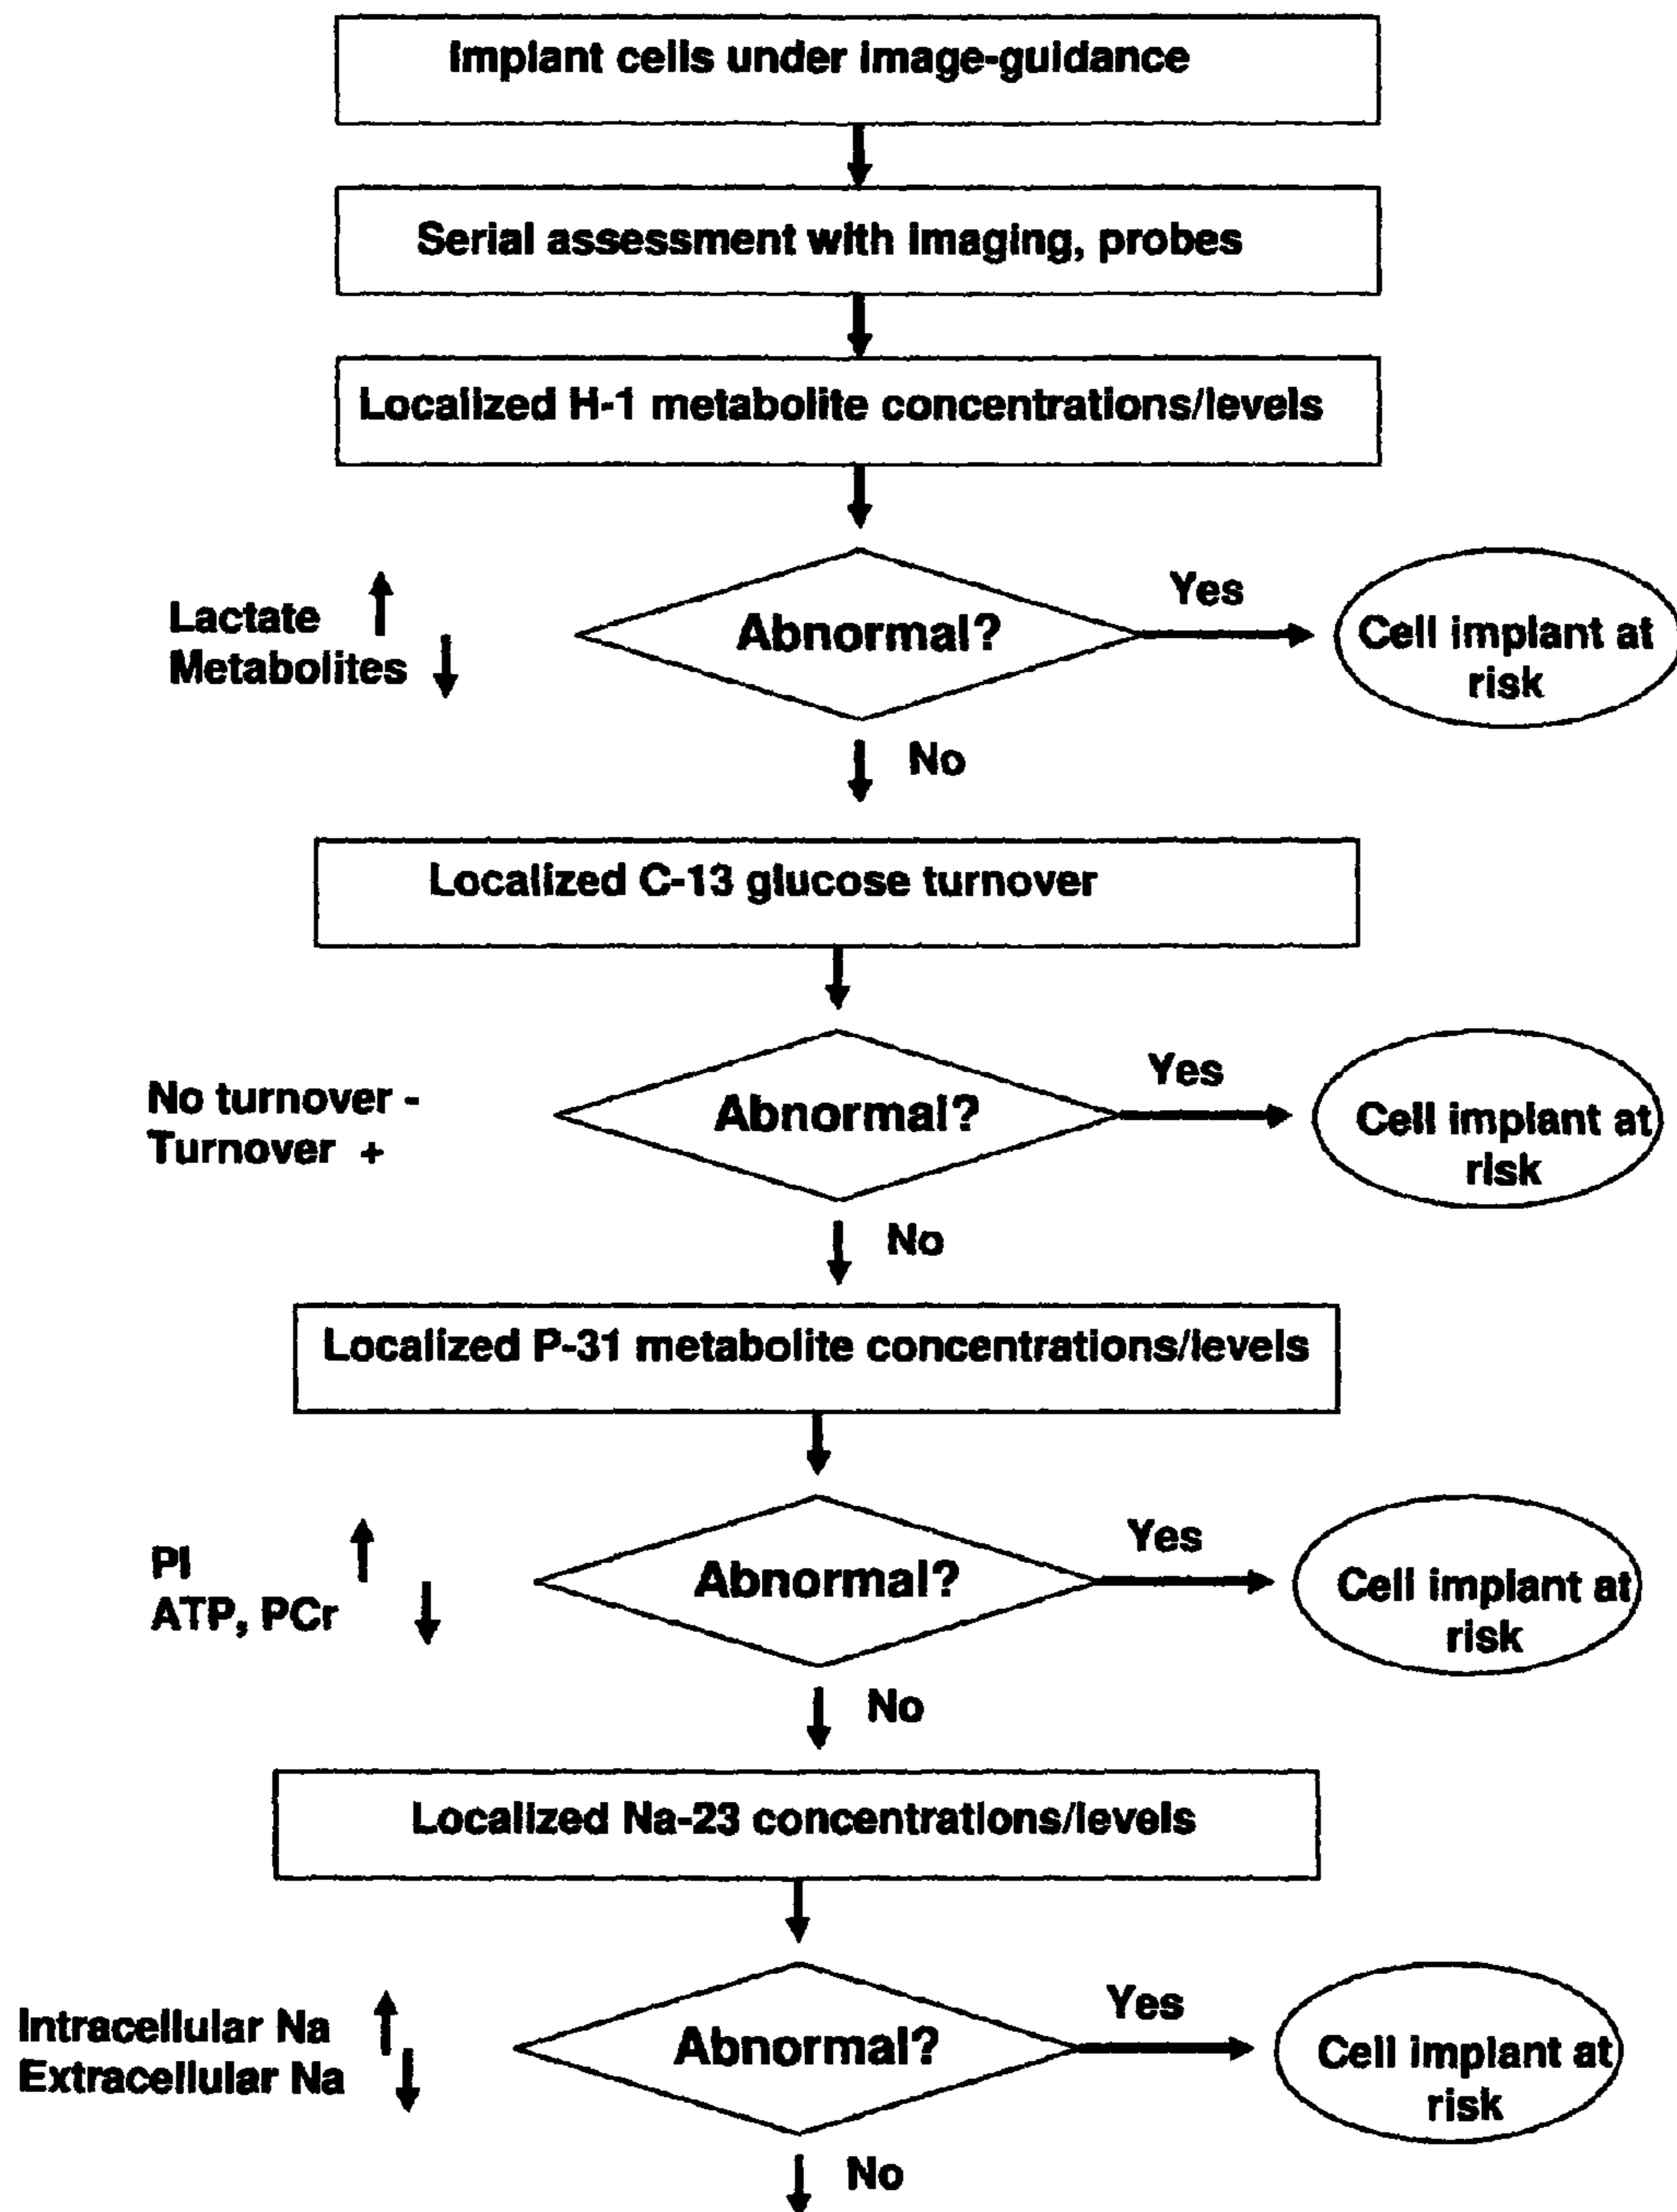 Implant cells under image-guidance
Serial assessment with imaging, probes
Localized H-1 metabolite concentrations/levels
Lactate ↑
Metabolites ↓
Abnormal?
Yes
Cell implant at
risk
No
Localized C-13 glucose turnover
No turnover -
Turnover +
Abnormal?
Yes
Cell implant at
risk
No
Localized P-31 metabolite concentrations/levels
PI ↑
ATP, PCr ↓
Abnormal?
Yes
Cell implant at
risk
No
Localized Na-23 concentrations/levels
Intracellular Na ↑
Extracellular Na ↓
Abnormal?
Yes
Cell implant at
risk
No